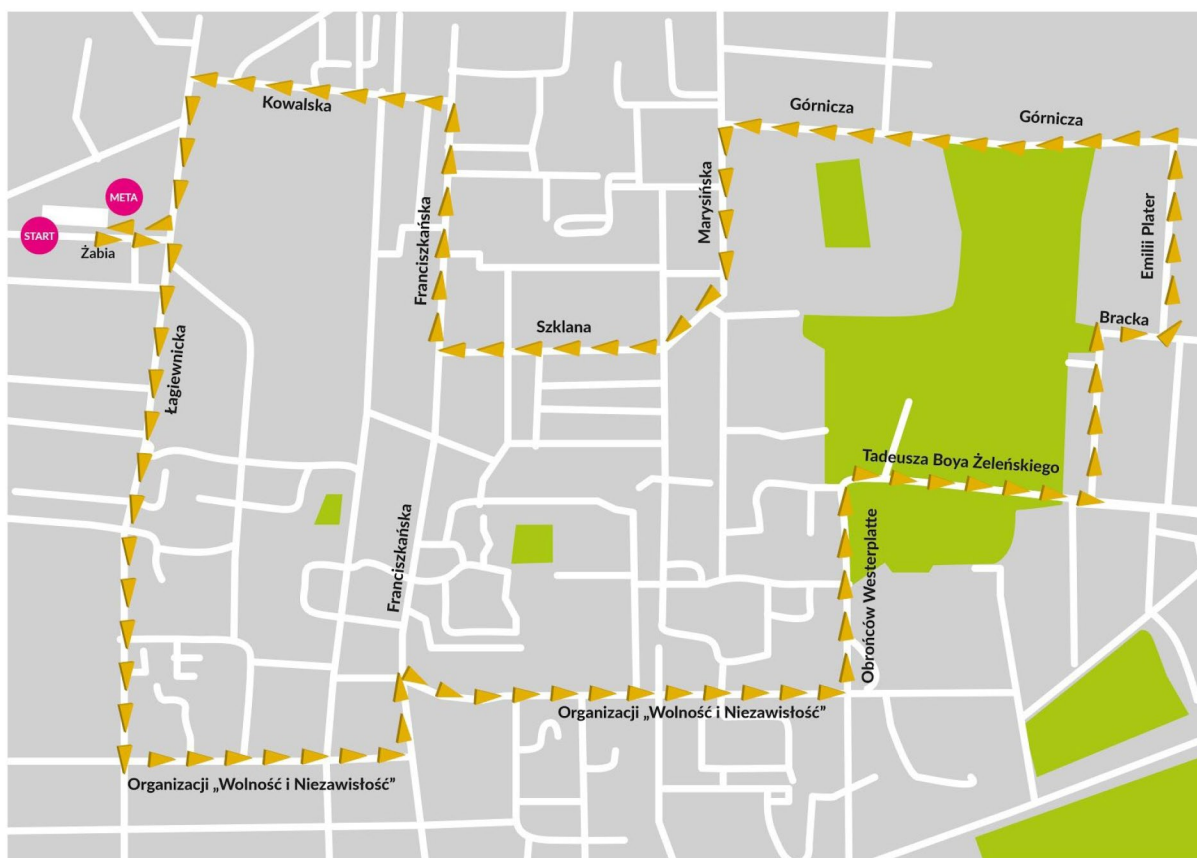 Kowalska
Górnicza
Górnicza
META
START
Żabia
Franciszkańska
Marysińska
Emilii Plater
Szklana
Bracka
Łagiewnicka
Tadeusza Boya Żeleńskiego
Franciszkańska
Obrońców Westerplatte
Organizacji „Wolność i Niezawisłość”
Organizacji „Wolność i Niezawisłość”